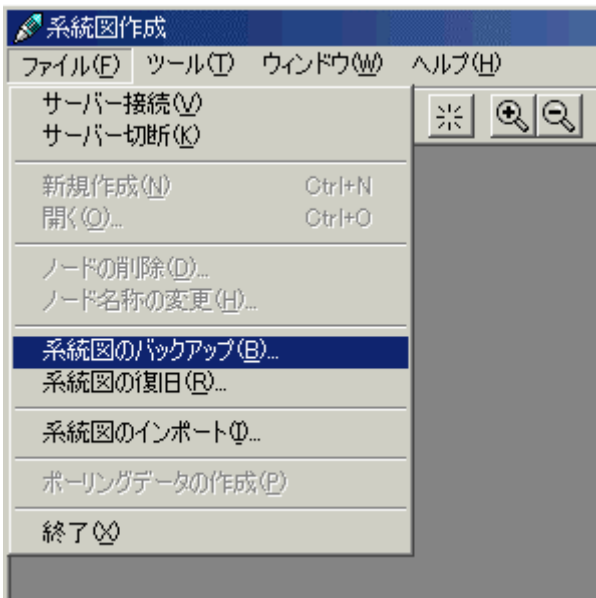 系統図作成
ファイル(F) ツール(T) ウィンドウ(W) ヘルプ(H)
サーバー接続(V)
サーバー切断(K)
新規作成(N) Ctrl+N
開く(O)... Ctrl+O
ノードの削除(D)...
ノード名称の変更(H)...
系統図のバックアップ(B)...
系統図の復旧(R)...
系統図のインポート(I)...
ポーリングデータの作成(P)
終了(X)